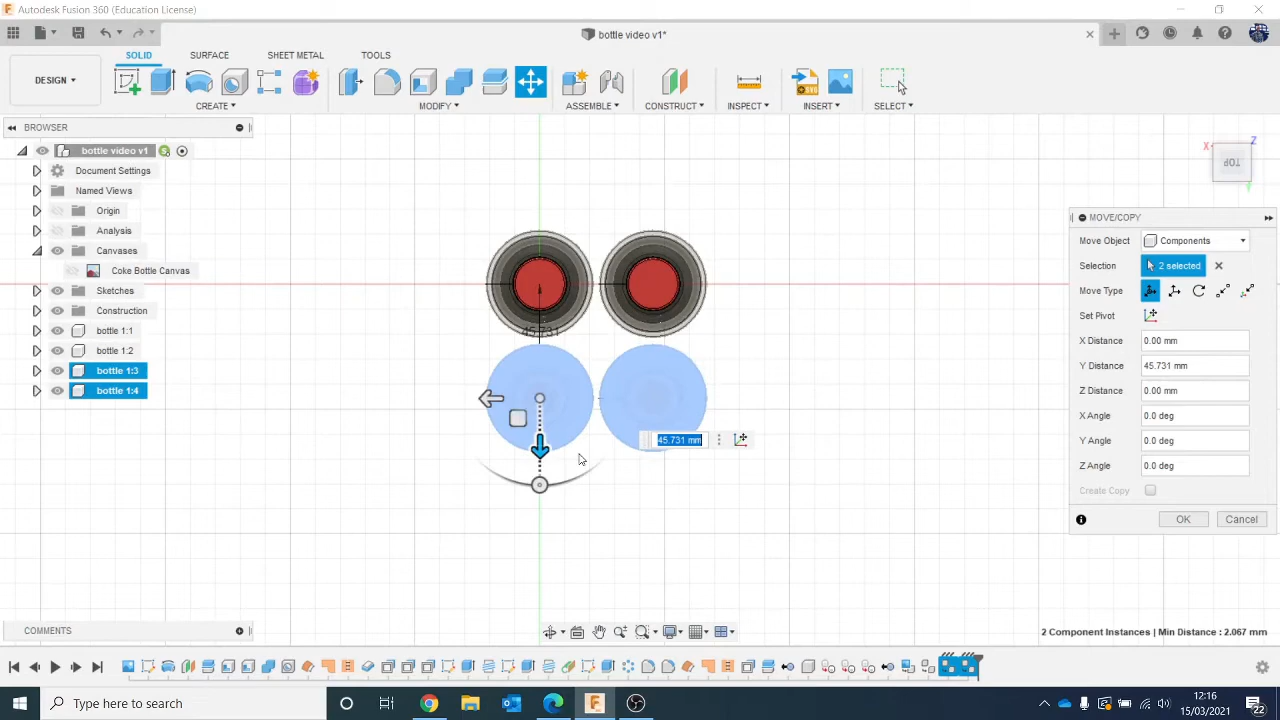 Autodesk Fusion 360 (Education License)
bottle video v1*
SOLID SURFACE SHEET METAL TOOLS
DESIGN
CREATE MODIFY ASSEMBLE CONSTRUCT INSPECT INSERT SELECT
BROWSER
bottle video v1
Document Settings
Named Views
Origin
Analysis
Canvases
Coke Bottle Canvas
Sketches
Construction
bottle 1:1
bottle 1:2
bottle 1:3
bottle 1:4
X
Z
TOP
45.731
45.731 mm
MOVE/COPY
Move Object Components
Selection 2 selected
Move Type
Set Pivot
X Distance 0.00 mm
Y Distance 45.731 mm
Z Distance 0.00 mm
X Angle 0.0 deg
Y Angle 0.0 deg
Z Angle 0.0 deg
Create Copy
OK Cancel
COMMENTS
2 Component Instances | Min Distance : 2.067 mm
Type here to search
12:16
15/03/2021
22